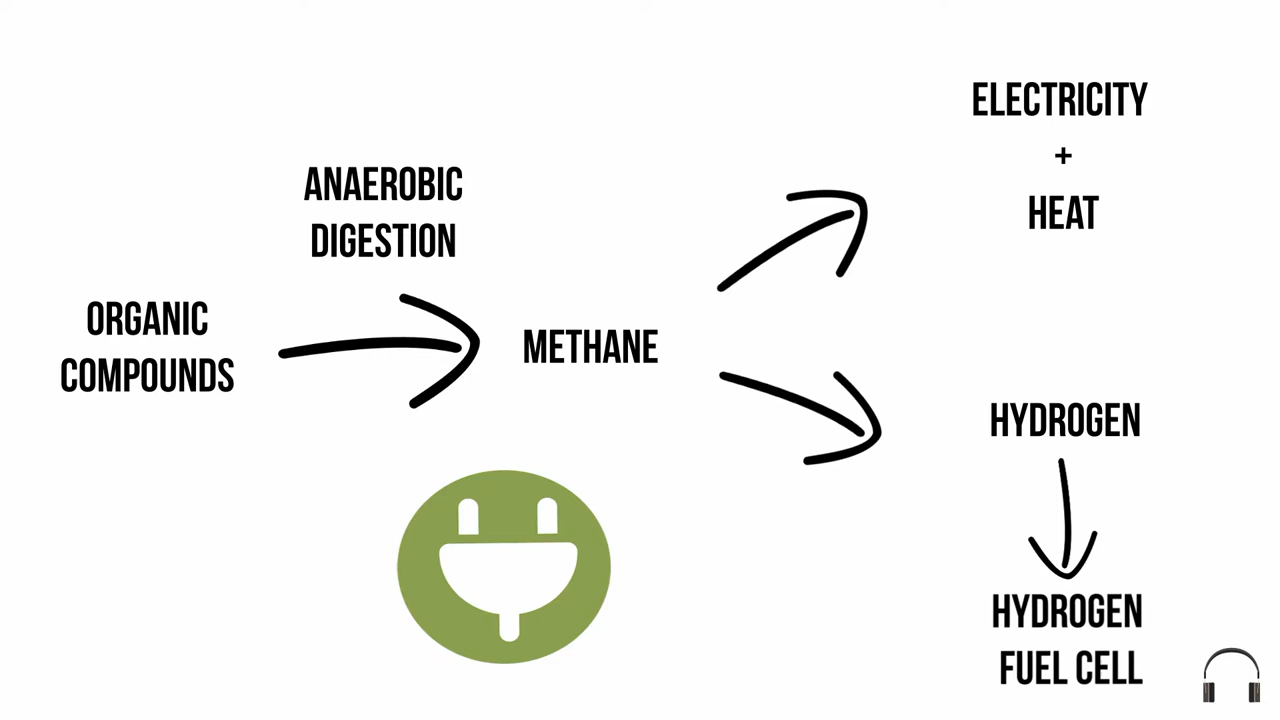 ORGANIC
COMPOUNDS
ANAEROBIC
DIGESTION
METHANE
ELECTRICITY
+
HEAT
HYDROGEN
HYDROGEN
FUEL CELL